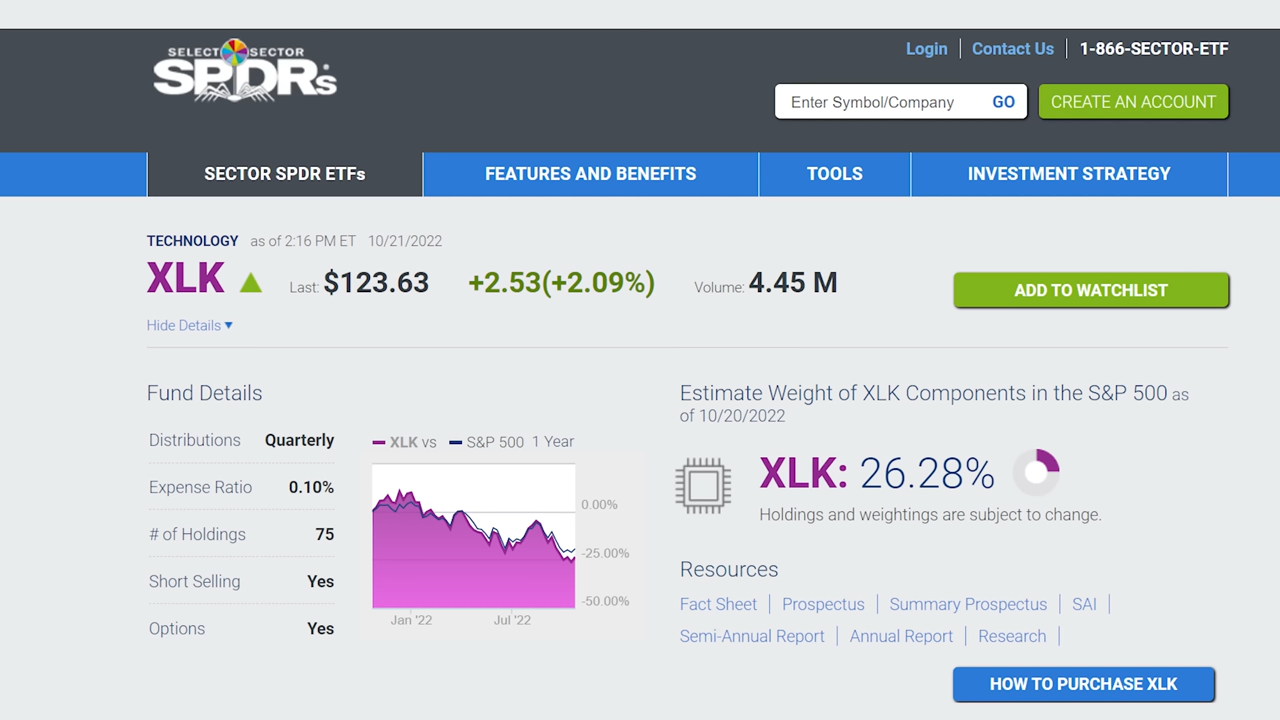 SELECT SECTOR
SPDRs
Login Contact Us 1-866-SECTOR-ETF
Enter Symbol/Company GO CREATE AN ACCOUNT
SECTOR SPDR ETFs FEATURES AND BENEFITS TOOLS INVESTMENT STRATEGY
TECHNOLOGY as of 2:16 PM ET 10/21/2022
XLK Last: $123.63 +2.53(+2.09%) Volume: 4.45 M ADD TO WATCHLIST
Hide Details
Fund Details
Distributions Quarterly
Expense Ratio 0.10%
# of Holdings 75
Short Selling Yes
Options Yes
XLK vs S&P 500 1 Year
0.00%
-25.00%
-50.00%
Jan '22 Jul '22
Estimate Weight of XLK Components in the S&P 500 as
of 10/20/2022
XLK: 26.28%
Holdings and weightings are subject to change.
Resources
Fact Sheet Prospectus Summary Prospectus SAI
Semi-Annual Report Annual Report Research
HOW TO PURCHASE XLK